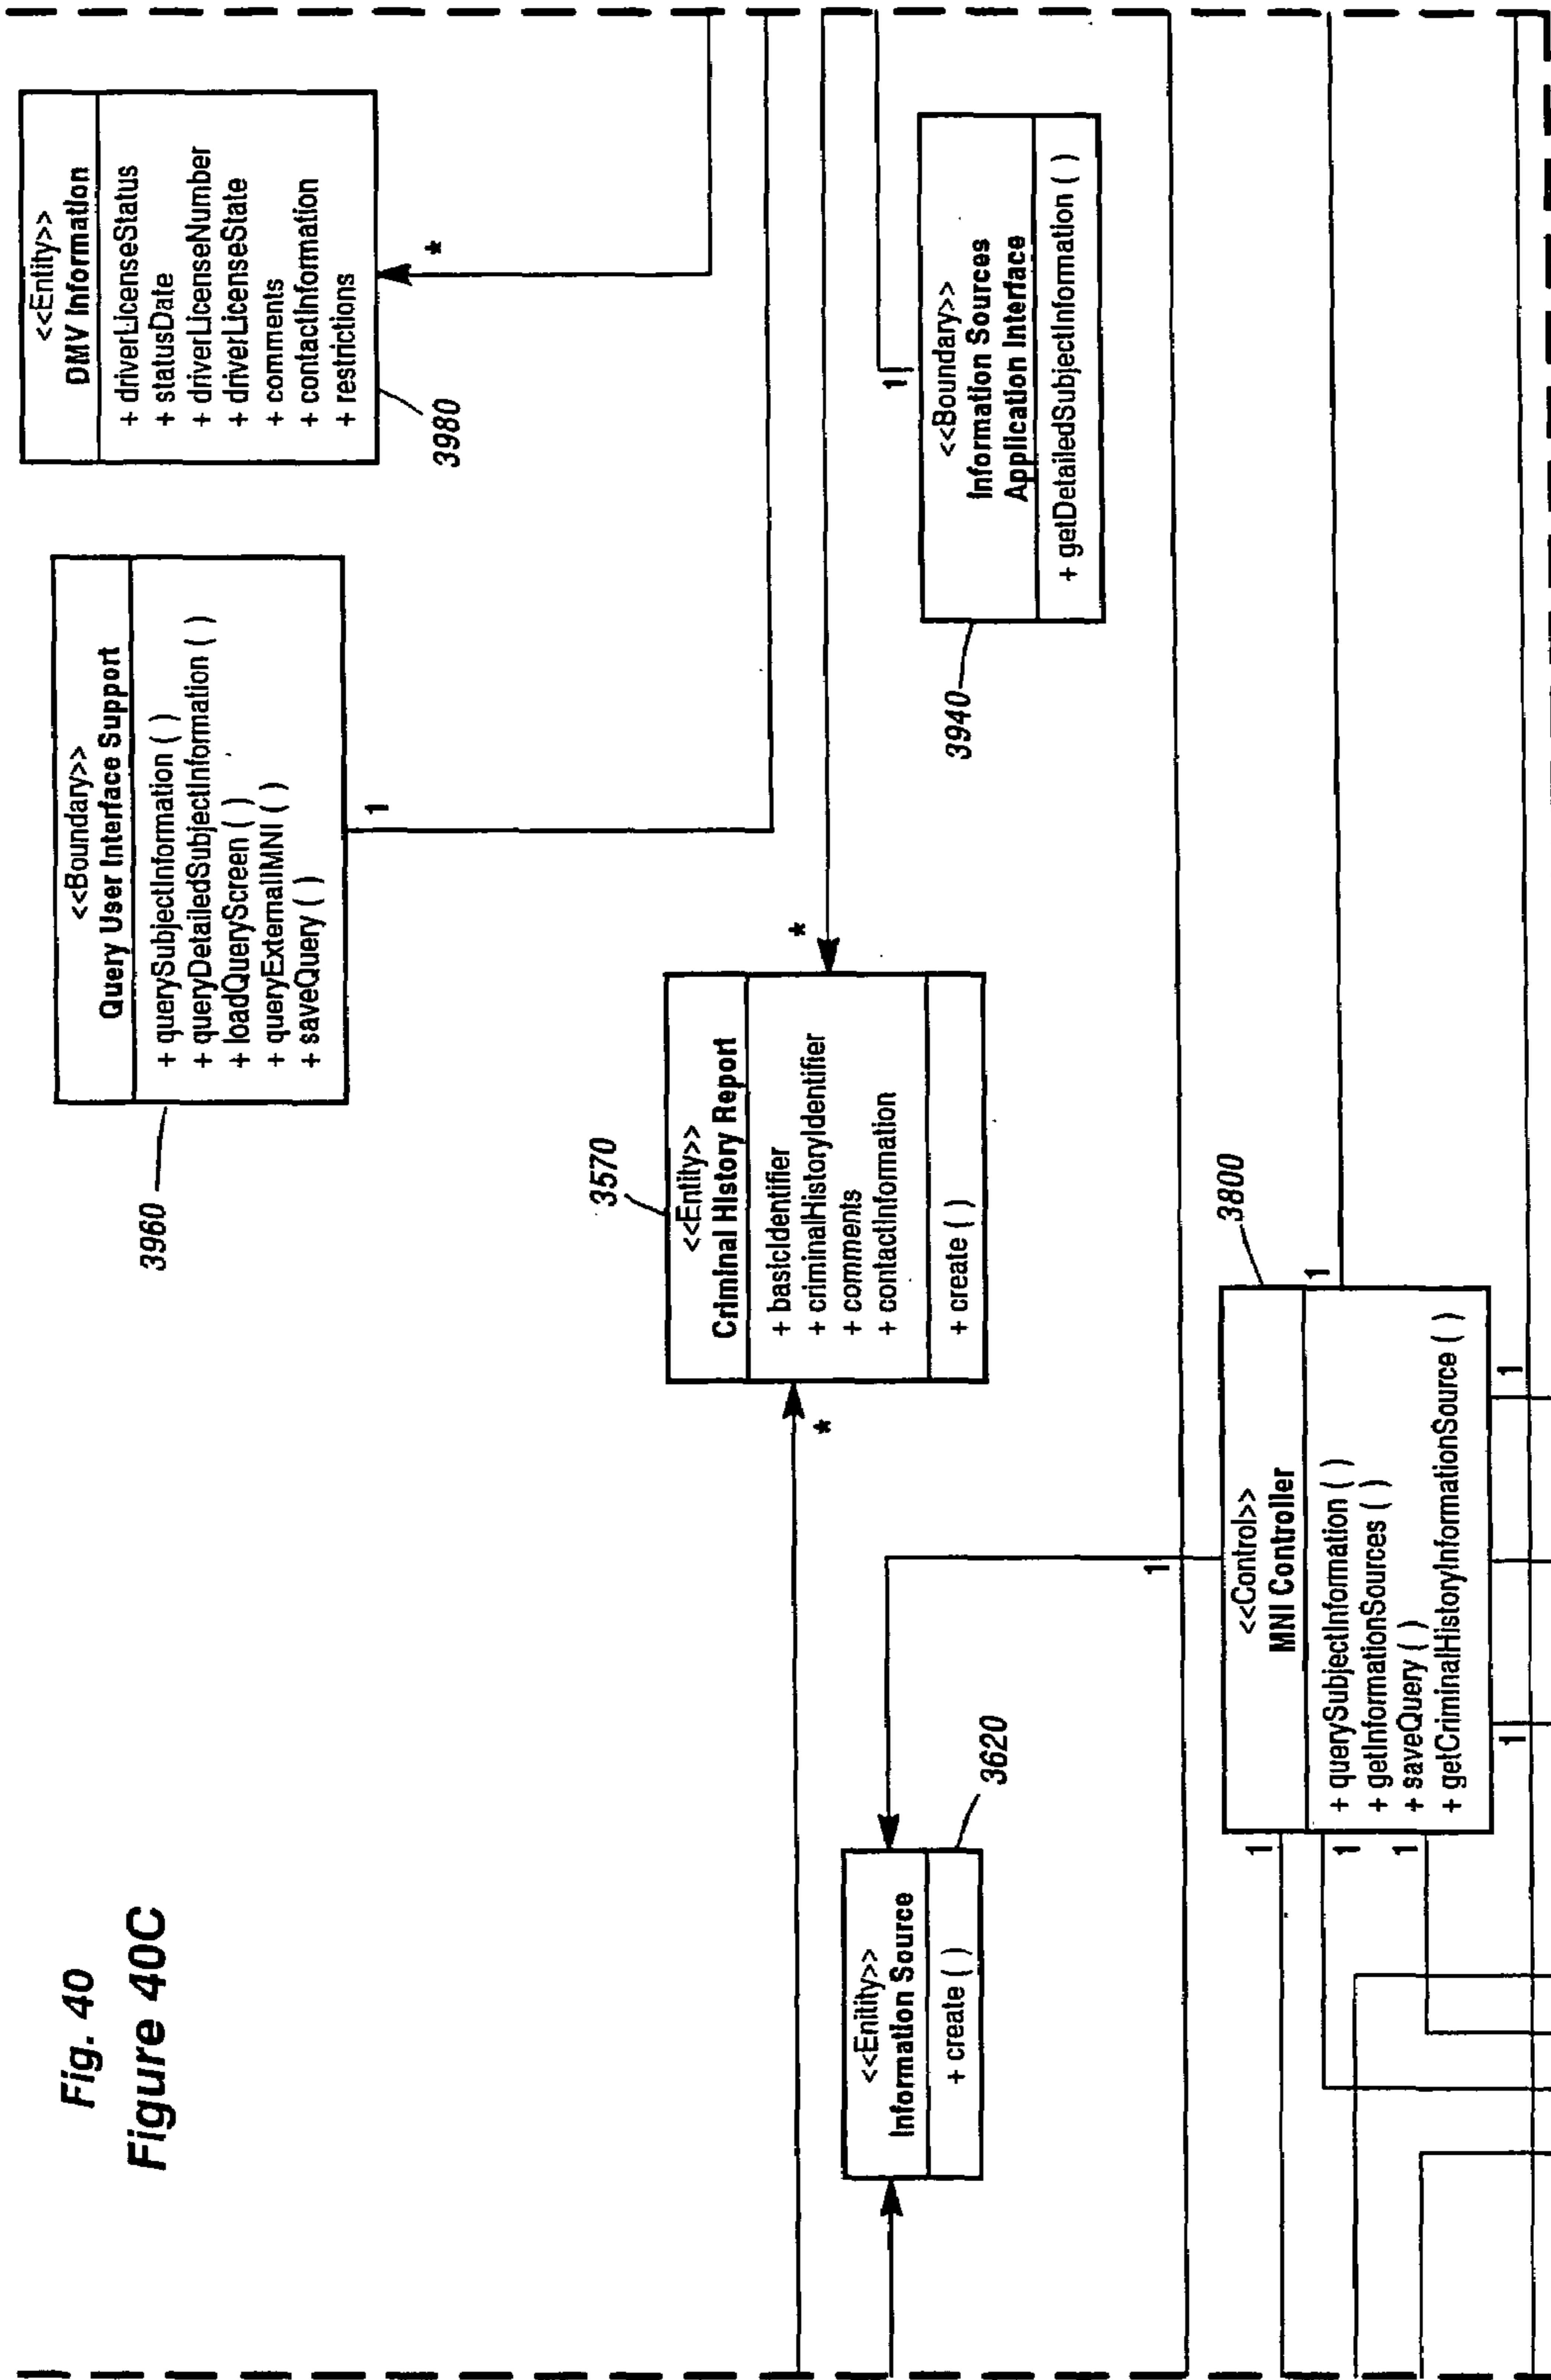 Fig. 40
Figure 40C
<<Boundary>>
Query User Interface Support
+ querySubjectInformation ( )
+ queryDetailedSubjectInformation ( )
+ loadQueryScreen ( )
+ queryExternalMNI ( )
+ saveQuery ( )
1
3960
<<Entity>>
DMV Information
+ driverLicenseStatus
+ statusDate
+ driverLicenseNumber
+ driverLicenseState
+ comments
+ contactInformation
+ restrictions
3980
*
3570
<<Entity>>
Criminal History Report
+ basicIdentifier
+ criminalHistoryIdentifier
+ comments
+ contactInformation
+ create ( )
*
*
<<Enitity>>
Information Source
+ create ( )
3620
1
<<Boundary>>
Information Sources
Application Interface
+ getDetailedSubjectInformation ( )
3940
1
3800
<<Control>>
MNI Controller
+ querySubjectInformation ( )
+ getInformationSources ( )
+ saveQuery ( )
+ getCriminalHistoryInformationSource ( )
1
1
1
1
1
1